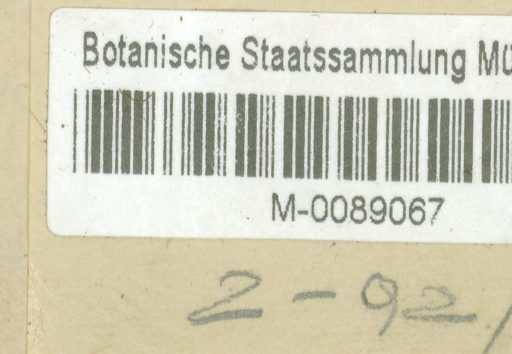 Botanische Staatssammlung Mü
M-0089067
2-92/